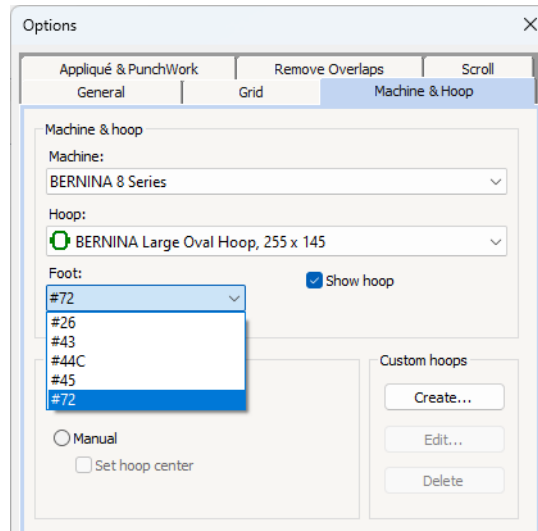 Options
Appliqué & PunchWork
Remove Overlaps
Scroll
General
Grid
Machine & Hoop
Machine & hoop
Machine:
BERNINA 8 Series
Hoop:
BERNINA Large Oval Hoop, 255 x 145
Foot:
Show hoop
#72
#26
#43
#44C
#45
#72
Custom hoops
Create...
Manual
Edit...
Set hoop center
Delete